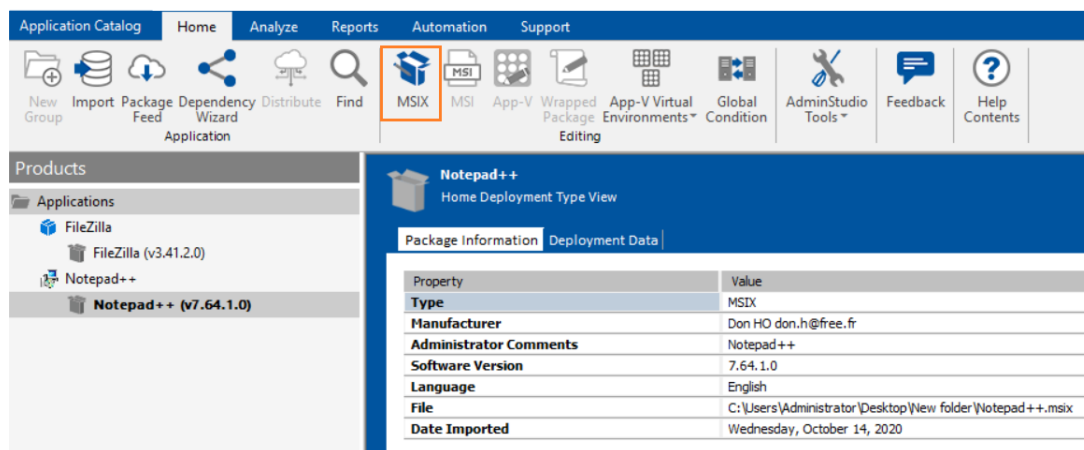 Application Catalog Home Analyze Reports Automation Support
New Group Import Package Feed Dependency Wizard Distribute Find MSIX MSI App-V Wrapped Package App-V Virtual Environments Global Condition AdminStudio Tools Feedback Help Contents
MSI
Application Editing
Products
Applications
FileZilla
FileZilla (v3.41.2.0)
Notepad++
Notepad++ (v7.64.1.0)
Notepad++
Home Deployment Type View
Package Information Deployment Data
Property Value
Type MSIX
Manufacturer Don HO don.h@free.fr
Administrator Comments Notepad++
Software Version 7.64.1.0
Language English
File C:\Users\Administrator\Desktop\New folder\Notepad++.msix
Date Imported Wednesday, October 14, 2020